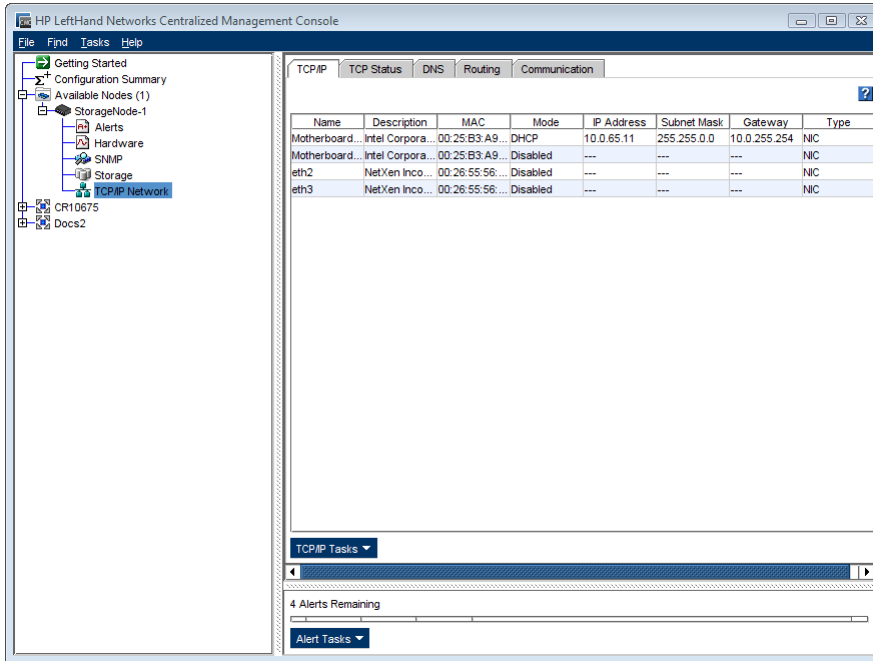 HP LeftHand Networks Centralized Management Console
File Find Tasks Help
Getting Started
Configuration Summary
Available Nodes (1)
StorageNode-1
Alerts
Hardware
SNMP
Storage
TCP/IP Network
CR10675
Docs2
TCP/IP TCP Status DNS Routing Communication
?
Name Description MAC Mode IP Address Subnet Mask Gateway Type
Motherboard... Intel Corpora... 00:25:B3:A9... DHCP 10.0.65.11 255.255.0.0 10.0.255.254 NIC
Motherboard... Intel Corpora... 00:25:B3:A9... Disabled --- --- --- NIC
eth2 NetXen Inco... 00:26:55:56:... Disabled --- --- --- NIC
eth3 NetXen Inco... 00:26:55:56:... Disabled --- --- --- NIC
TCP/IP Tasks
4 Alerts Remaining
Alert Tasks